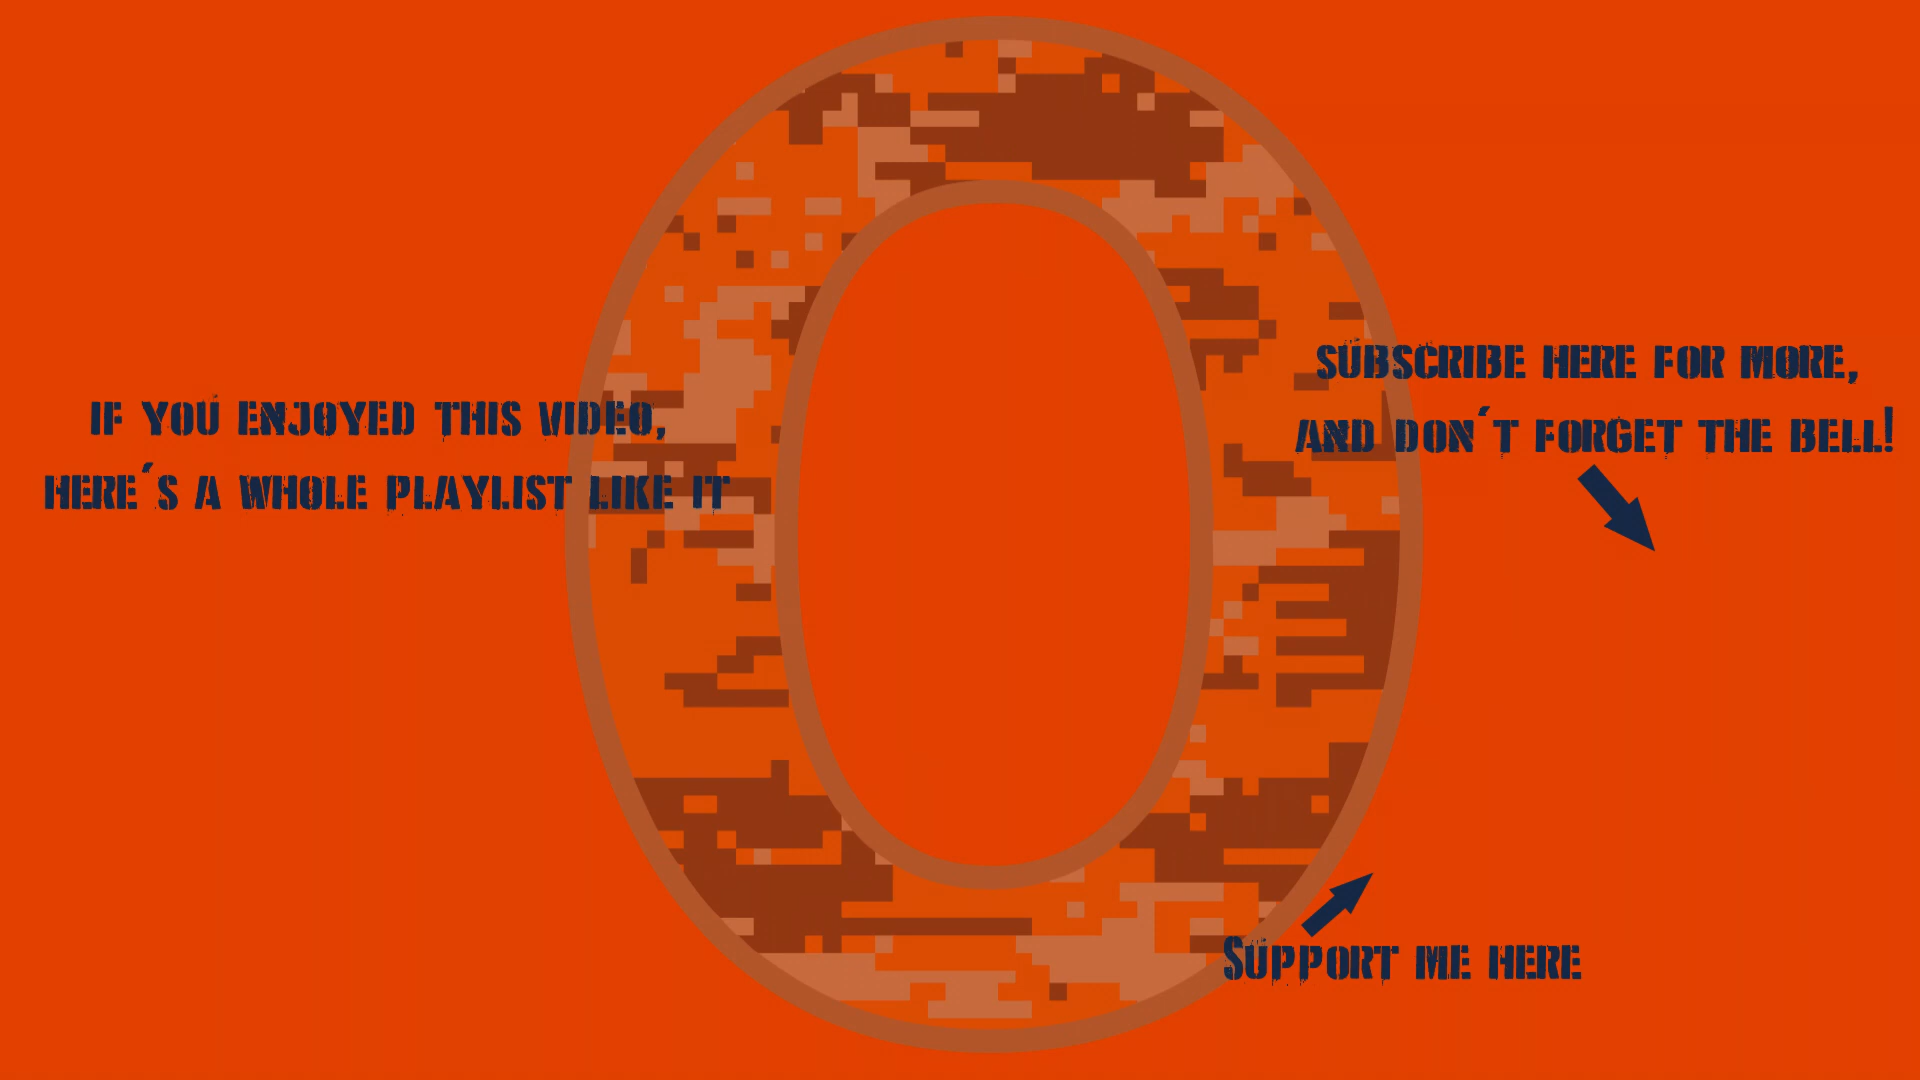 IF YOU ENJOYED THIS VIDEO,
HERE´S A WHOLE PLAYLIST LIKE IT
SUBSCRIBE HERE FOR MORE,
AND DON´T FORGET THE BELL!
SUPPORT ME HERE
O